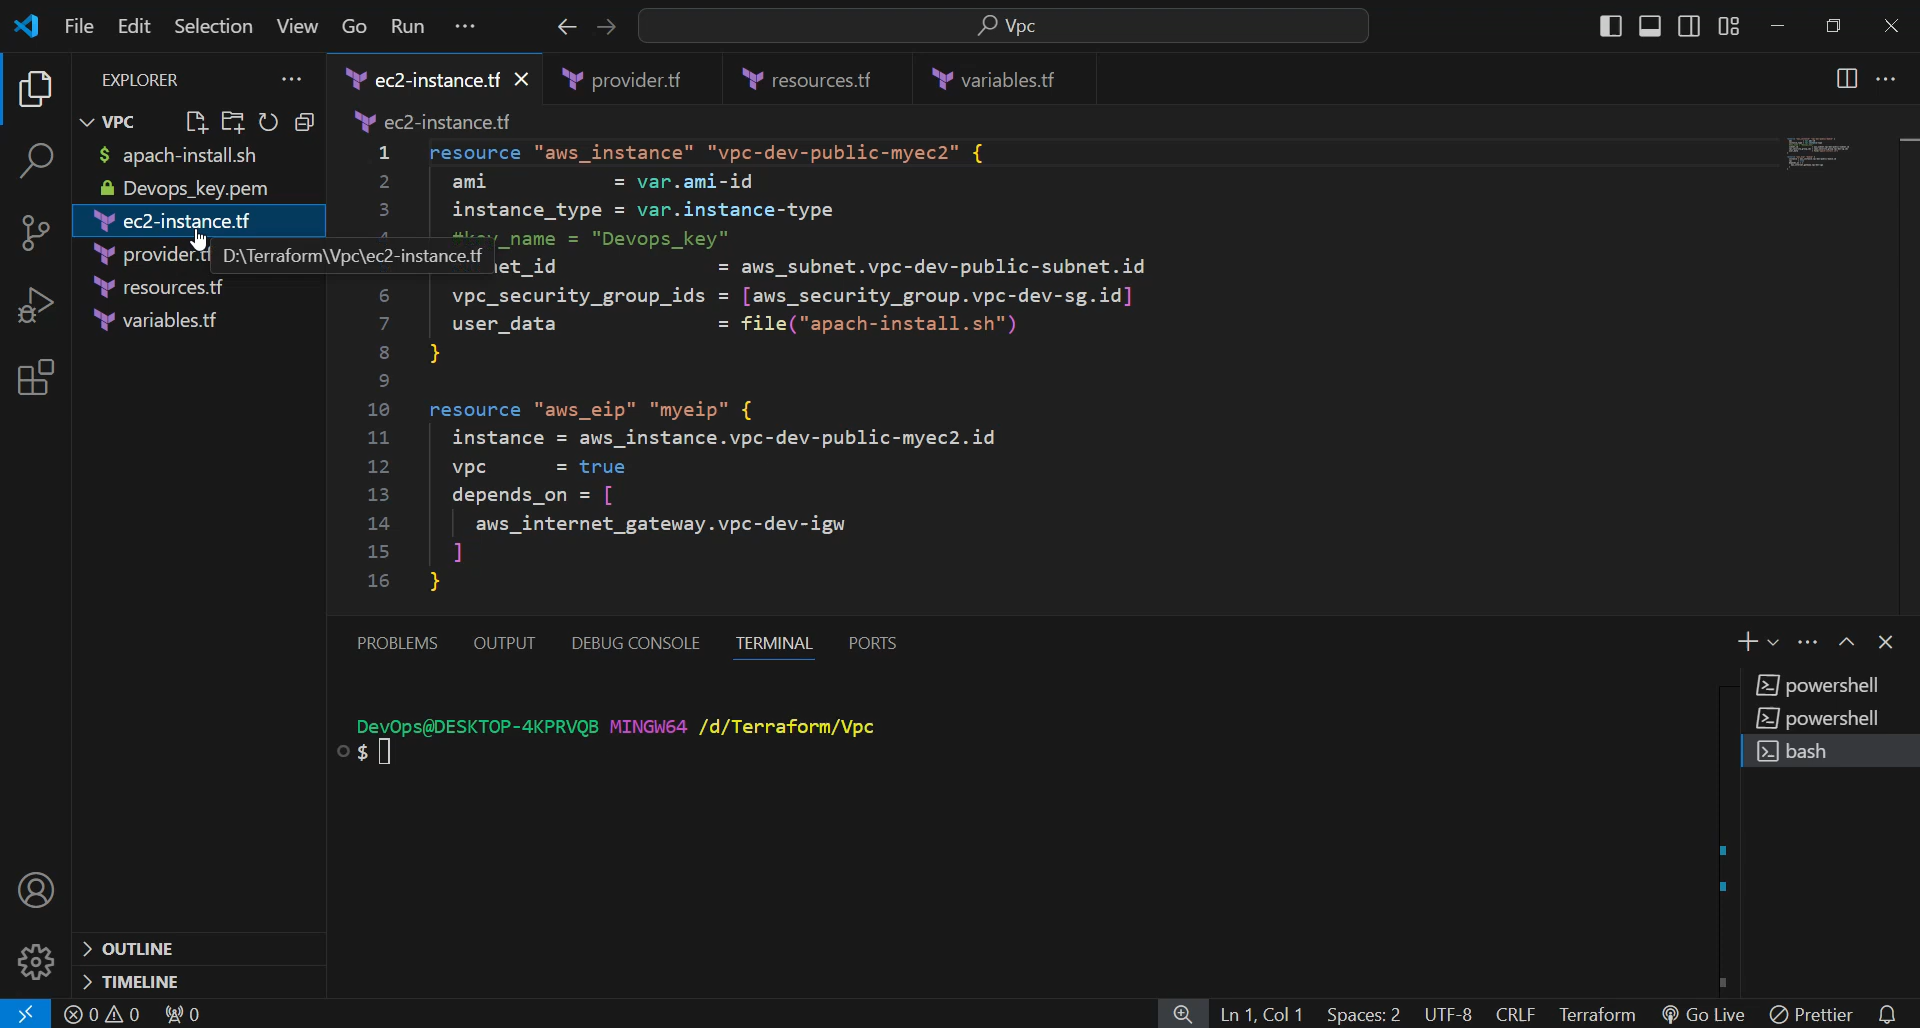 File Edit Selection View Go Run ···
Vpc
EXPLORER
VPC
$ apach-install.sh
Devops_key.pem
ec2-instance.tf
provider.tf
resources.tf
variables.tf
D:\Terraform\Vpc\ec2-instance.tf
OUTLINE
TIMELINE
ec2-instance.tf provider.tf resources.tf variables.tf
ec2-instance.tf
1 resource "aws_instance" "vpc-dev-public-myec2" {
2 ami = var.ami-id
3 instance_type = var.instance-type
_name = "Devops_key"
et_id = aws_subnet.vpc-dev-public-subnet.id
6 vpc_security_group_ids = [aws_security_group.vpc-dev-sg.id]
7 user_data = file("apach-install.sh")
8 }
9
10 resource "aws_eip" "myeip" {
11 instance = aws_instance.vpc-dev-public-myec2.id
12 vpc = true
13 depends_on = [
14 aws_internet_gateway.vpc-dev-igw
15 ]
16 }
PROBLEMS OUTPUT DEBUG CONSOLE TERMINAL PORTS
DevOps@DESKTOP-4KPRVQB MINGW64 /d/Terraform/Vpc
$
powershell
powershell
bash
0 0 0 Ln 1, Col 1 Spaces: 2 UTF-8 CRLF Terraform Go Live Prettier